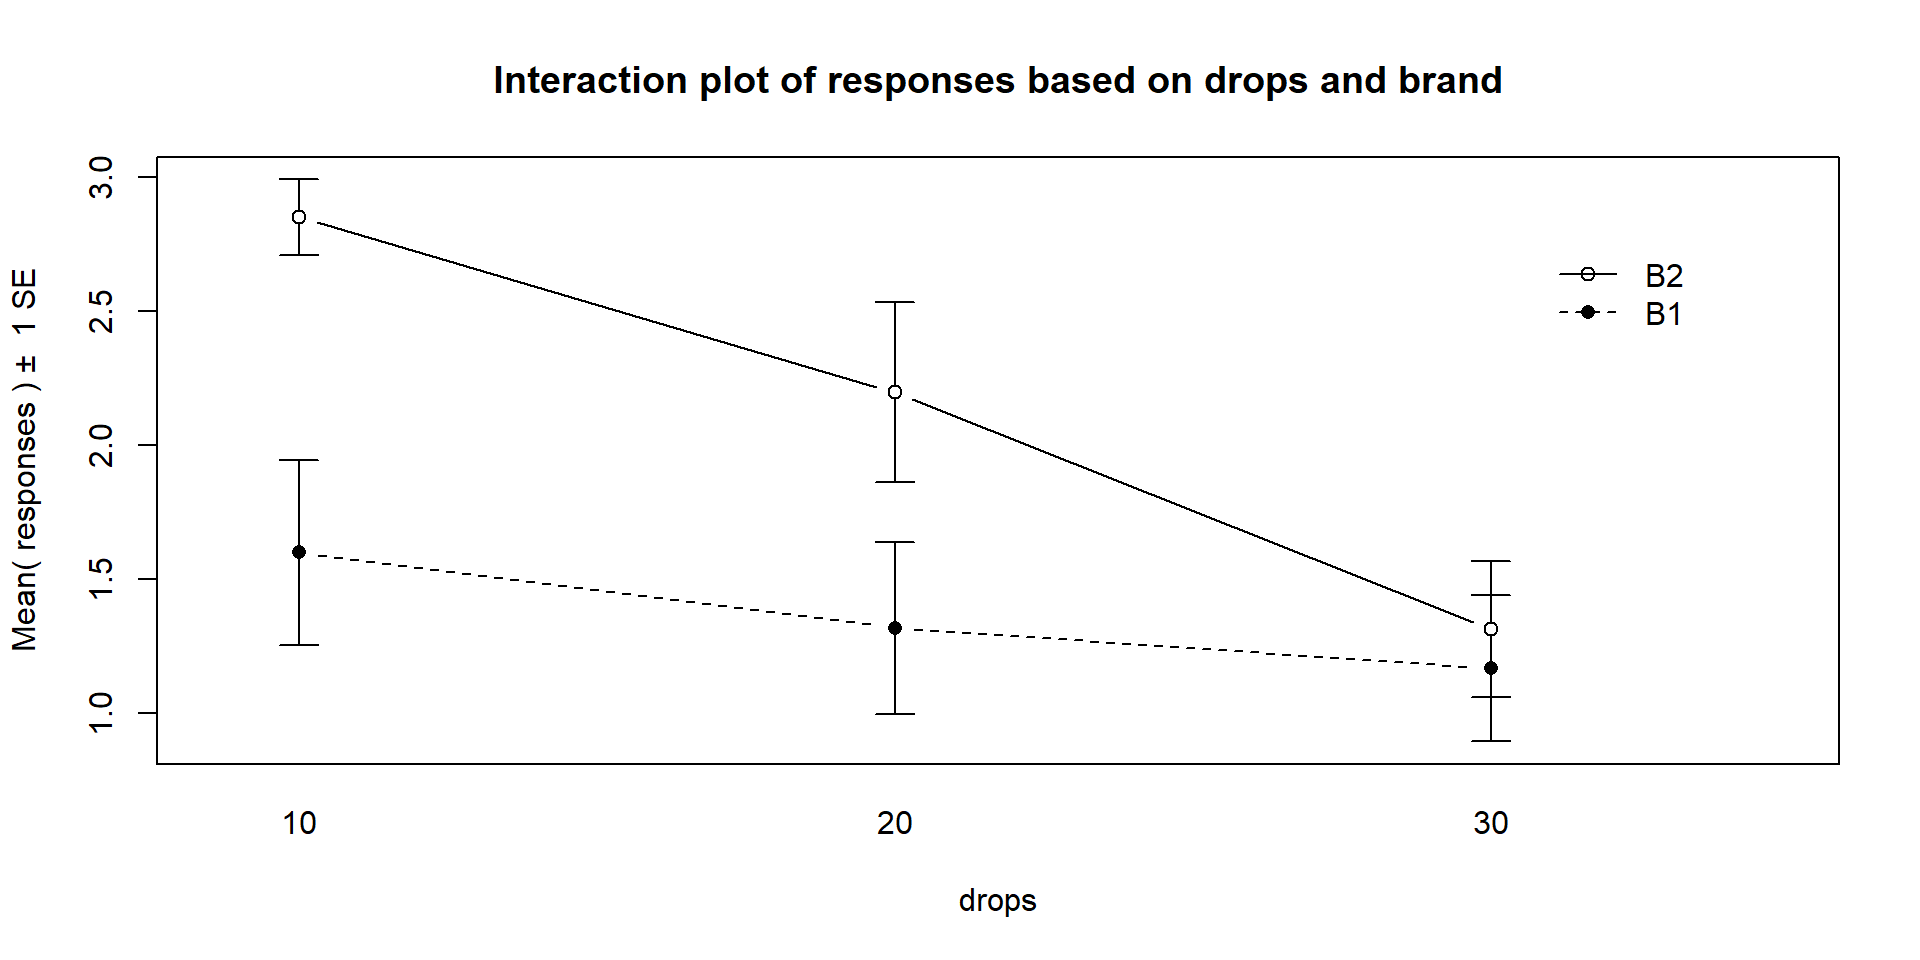 Interaction plot of responses based on drops and brand
Mean( responses ) ± 1 SE
3.0
2.5
2.0
1.5
1.0
B2
B1
10 20 30
drops